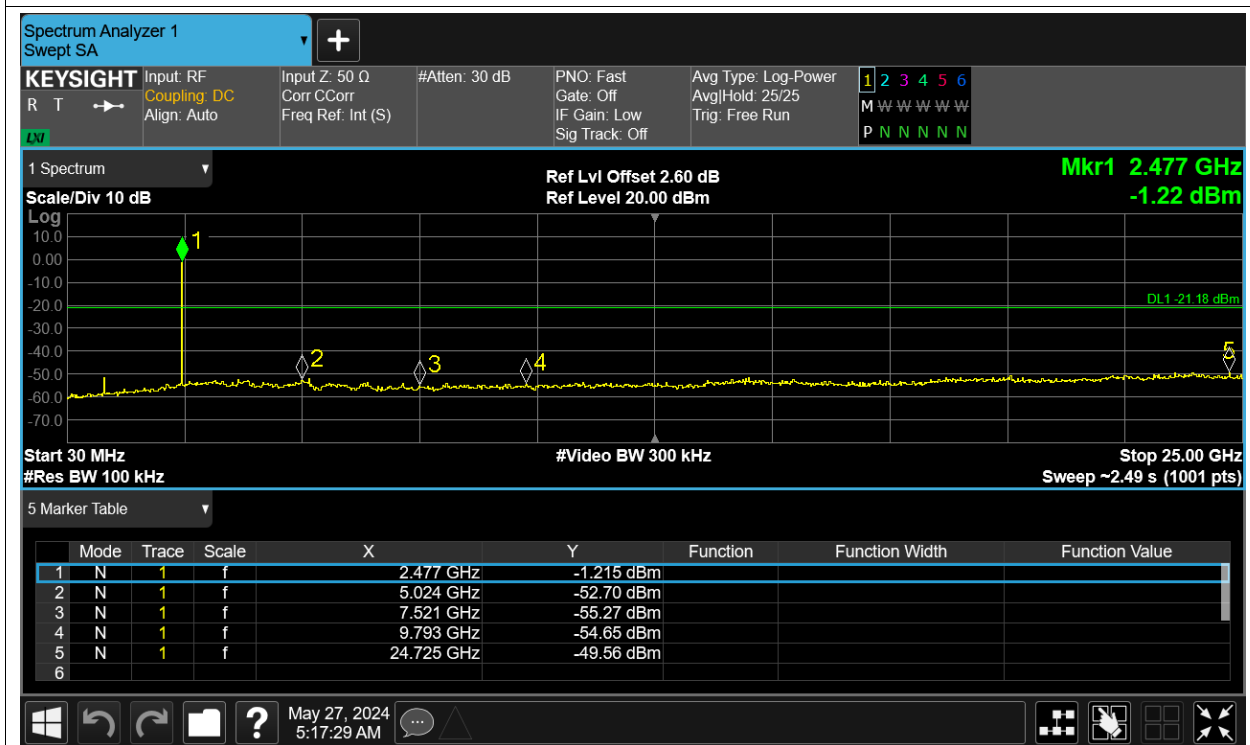 Spectrum Analyzer 1
Swept SA
KEYSIGHT
R T
LXI
Input: RF
Coupling: DC
Align: Auto
Input Z: 50 Ω
Corr CCorr
Freq Ref: Int (S)
#Atten: 30 dB
PNO: Fast
Gate: Off
IF Gain: Low
Sig Track: Off
Avg Type: Log-Power
Avg|Hold: 25/25
Trig: Free Run
1 2 3 4 5 6
M W W W W W
P N N N N N
1 Spectrum
Scale/Div 10 dB
Ref Lvl Offset 2.60 dB
Ref Level 20.00 dBm
Mkr1 2.477 GHz
-1.22 dBm
Log
10.0
0.00
-10.0
-20.0
-30.0
-40.0
-50.0
-60.0
-70.0
1
2
3
4
5
DL1 -21.18 dBm
Start 30 MHz
#Res BW 100 kHz
#Video BW 300 kHz
Stop 25.00 GHz
Sweep ~2.49 s (1001 pts)
5 Marker Table
Mode Trace Scale X Y Function Function Width Function Value
1 N 1 f 2.477 GHz -1.215 dBm
2 N 1 f 5.024 GHz -52.70 dBm
3 N 1 f 7.521 GHz -55.27 dBm
4 N 1 f 9.793 GHz -54.65 dBm
5 N 1 f 24.725 GHz -49.56 dBm
6
?
May 27, 2024
5:17:29 AM